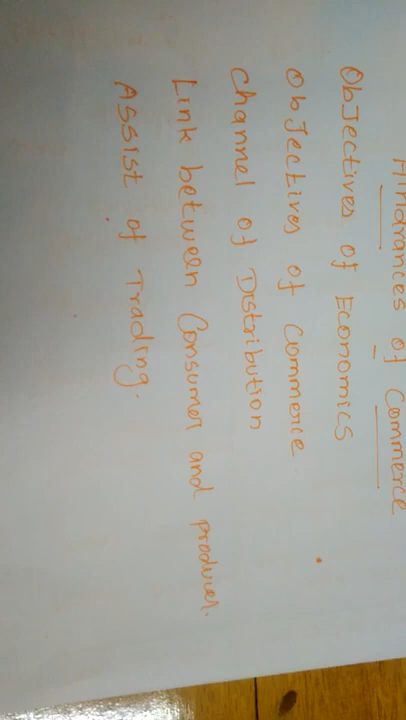 Hindrances of Commerce
Objectives of Economics
Objectives of Commerce
Channel of Distribution
Link between Consumer and producer.
Assist of Trading.